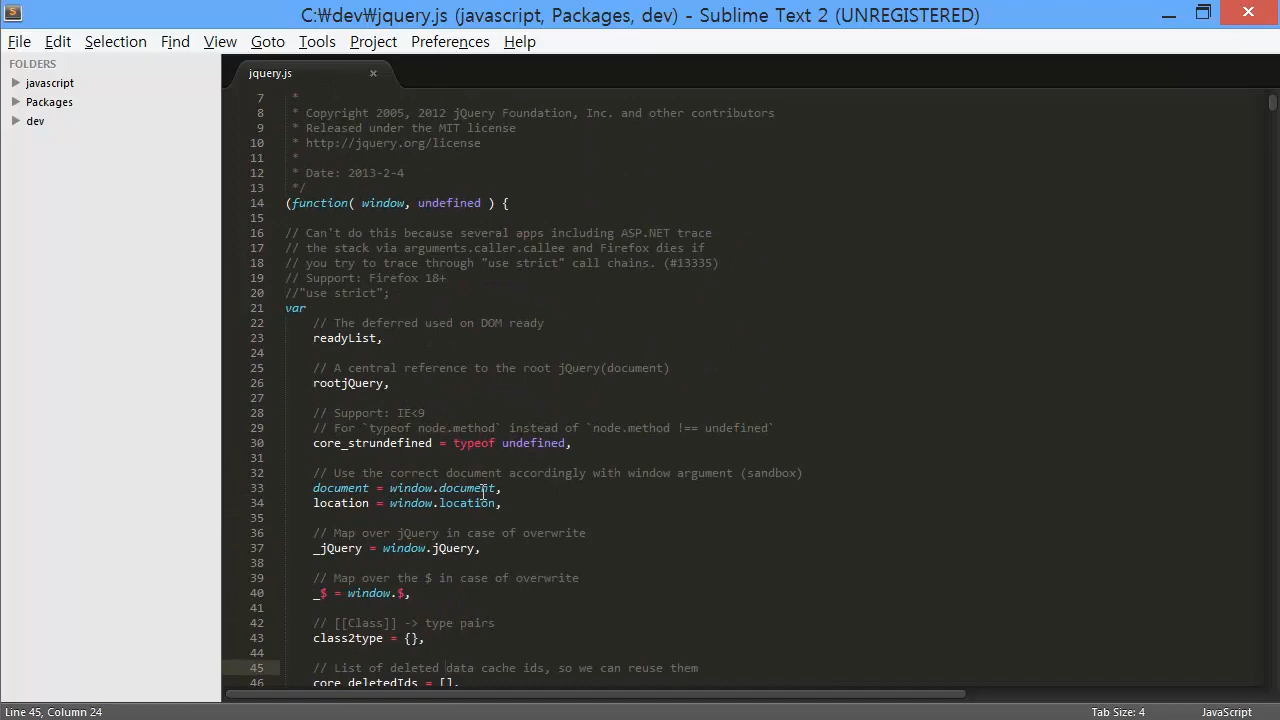 C:₩dev₩jquery.js (javascript, Packages, dev) - Sublime Text 2 (UNREGISTERED)
File Edit Selection Find View Goto Tools Project Preferences Help
FOLDERS
javascript
Packages
dev
jquery.js ×
7  *
8  * Copyright 2005, 2012 jQuery Foundation, Inc. and other contributors
9  * Released under the MIT license
10  * http://jquery.org/license
11  *
12  * Date: 2013-2-4
13  */
14 (function( window, undefined ) {
15
16 // Can't do this because several apps including ASP.NET trace
17 // the stack via arguments.caller.callee and Firefox dies if
18 // you try to trace through "use strict" call chains. (#13335)
19 // Support: Firefox 18+
20 //"use strict";
21 var
22     // The deferred used on DOM ready
23     readyList,
24
25     // A central reference to the root jQuery(document)
26     rootjQuery,
27
28     // Support: IE<9
29     // For `typeof node.method` instead of `node.method !== undefined`
30     core_strundefined = typeof undefined,
31
32     // Use the correct document accordingly with window argument (sandbox)
33     document = window.document,
34     location = window.location,
35
36     // Map over jQuery in case of overwrite
37     _jQuery = window.jQuery,
38
39     // Map over the $ in case of overwrite
40     _$ = window.$,
41
42     // [[Class]] -> type pairs
43     class2type = {},
44
45     // List of deleted data cache ids, so we can reuse them
46     core_deletedIds = [],
Line 45, Column 24 Tab Size: 4 JavaScript